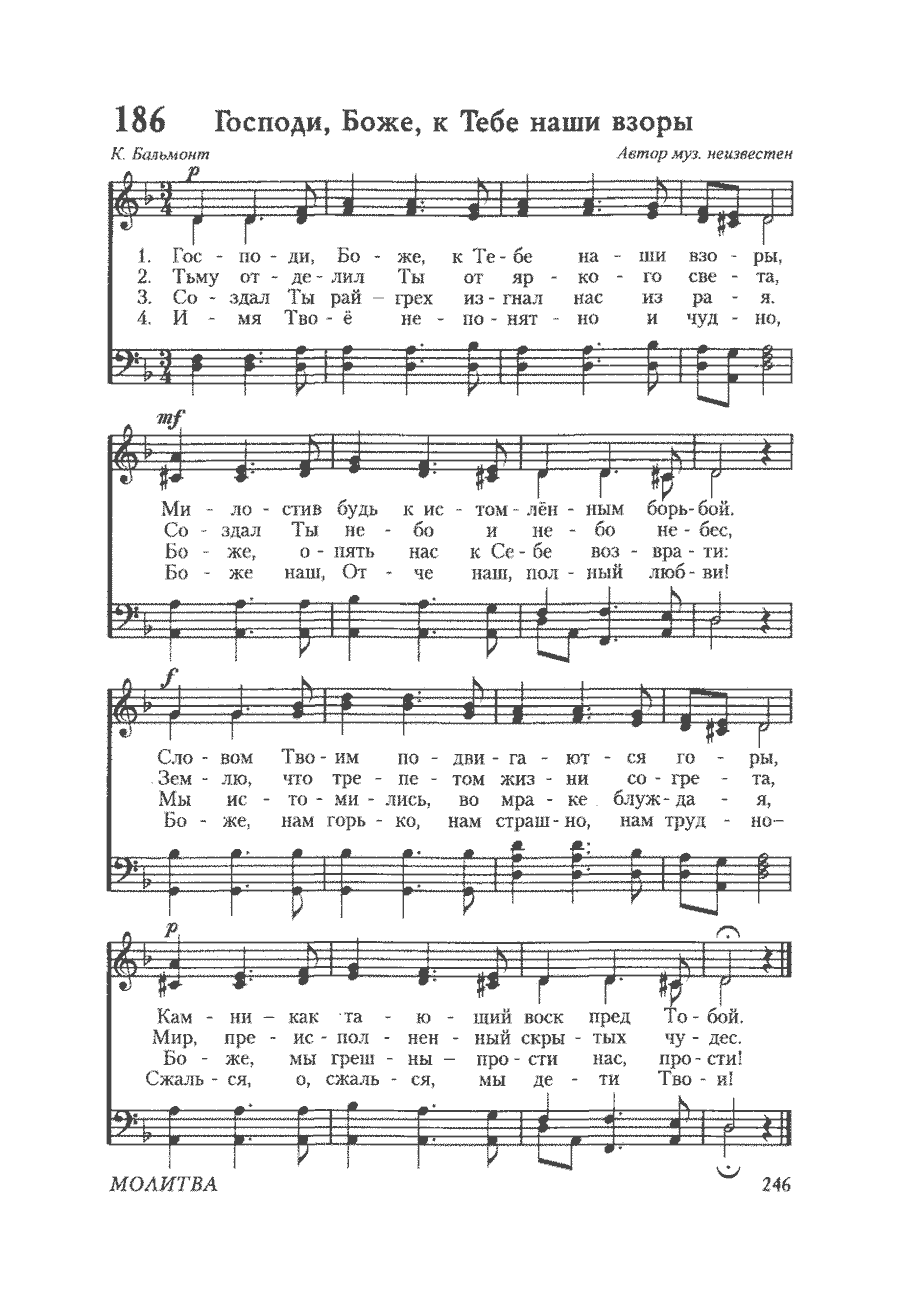 186 Господи, Боже, к Тебе наши взоры
К. Бальмонт Автор муз. неизвестен
p
1. Гос - по - ди, Бо - же, к Те - бе на - ши взо - ры,
2. Тьму от - де - лил Ты от яр - ко - го све - та,
3. Со - здал Ты рай – грех из - гнал нас из ра - я.
4. И - мя Тво - ё не - по - нят - но и чуд - но,
mf
Ми - ло - стив будь к ис - том - лён - ным борь - бой.
Со - здал Ты не - бо и не - бо не - бес,
Бо - же, о - пять нас к Се - бе воз - вра - ти:
Бо - же наш, От - че наш, пол - ный люб - ви!
f
Сло - вом Тво - им по - дви - га - ют - ся го - ры,
Зем - лю, что тре - пе - том жиз - ни со - гре - та,
Мы ис - то - ми - лись, во мра - ке блуж - да - я,
Бо - же, нам горь - ко, нам страш - но, нам труд - но–
p
Кам - ни – как та - ю - щий воск пред То - бой.
Мир, пре - ис - пол - нен - ный скры - тых чу - дес.
Бо - же, мы греш - ны – про - сти нас, про - сти!
Сжаль - ся, о, сжаль - ся, мы де - ти Тво - и!
МОЛИТВА 246